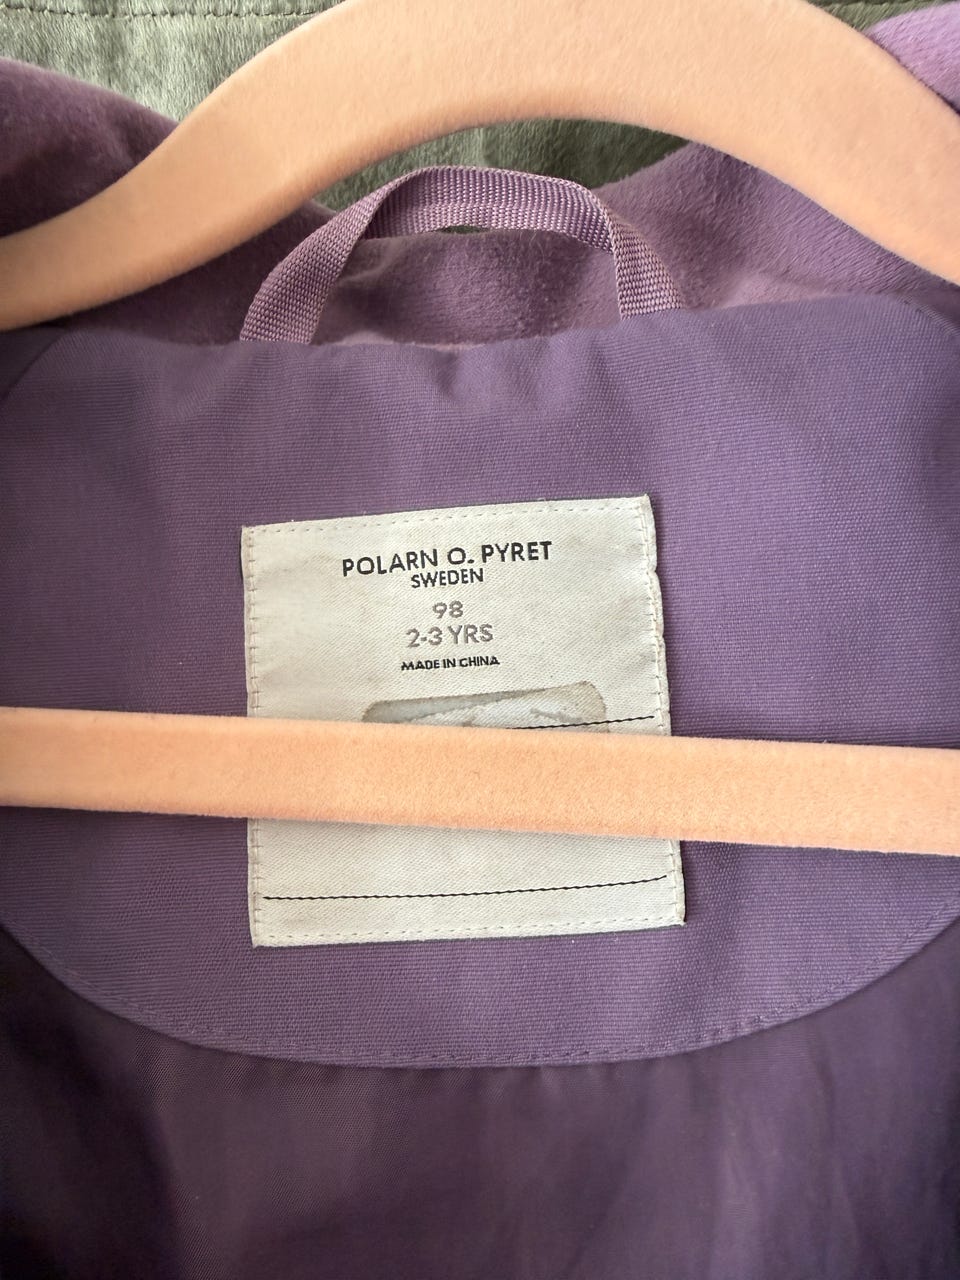 POLARN O. PYRET
SWEDEN
98
2-3 YRS
MADE IN CHINA